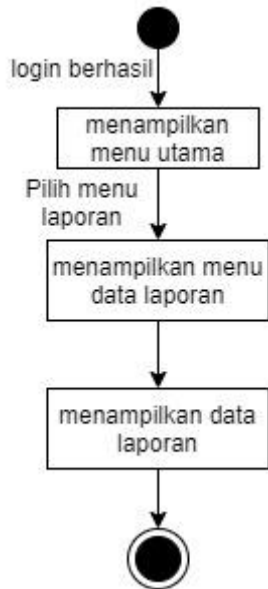 login berhasil
menampilkan
menu utama
Pilih menu
laporan
menampilkan menu
data laporan
menampilkan data
laporan